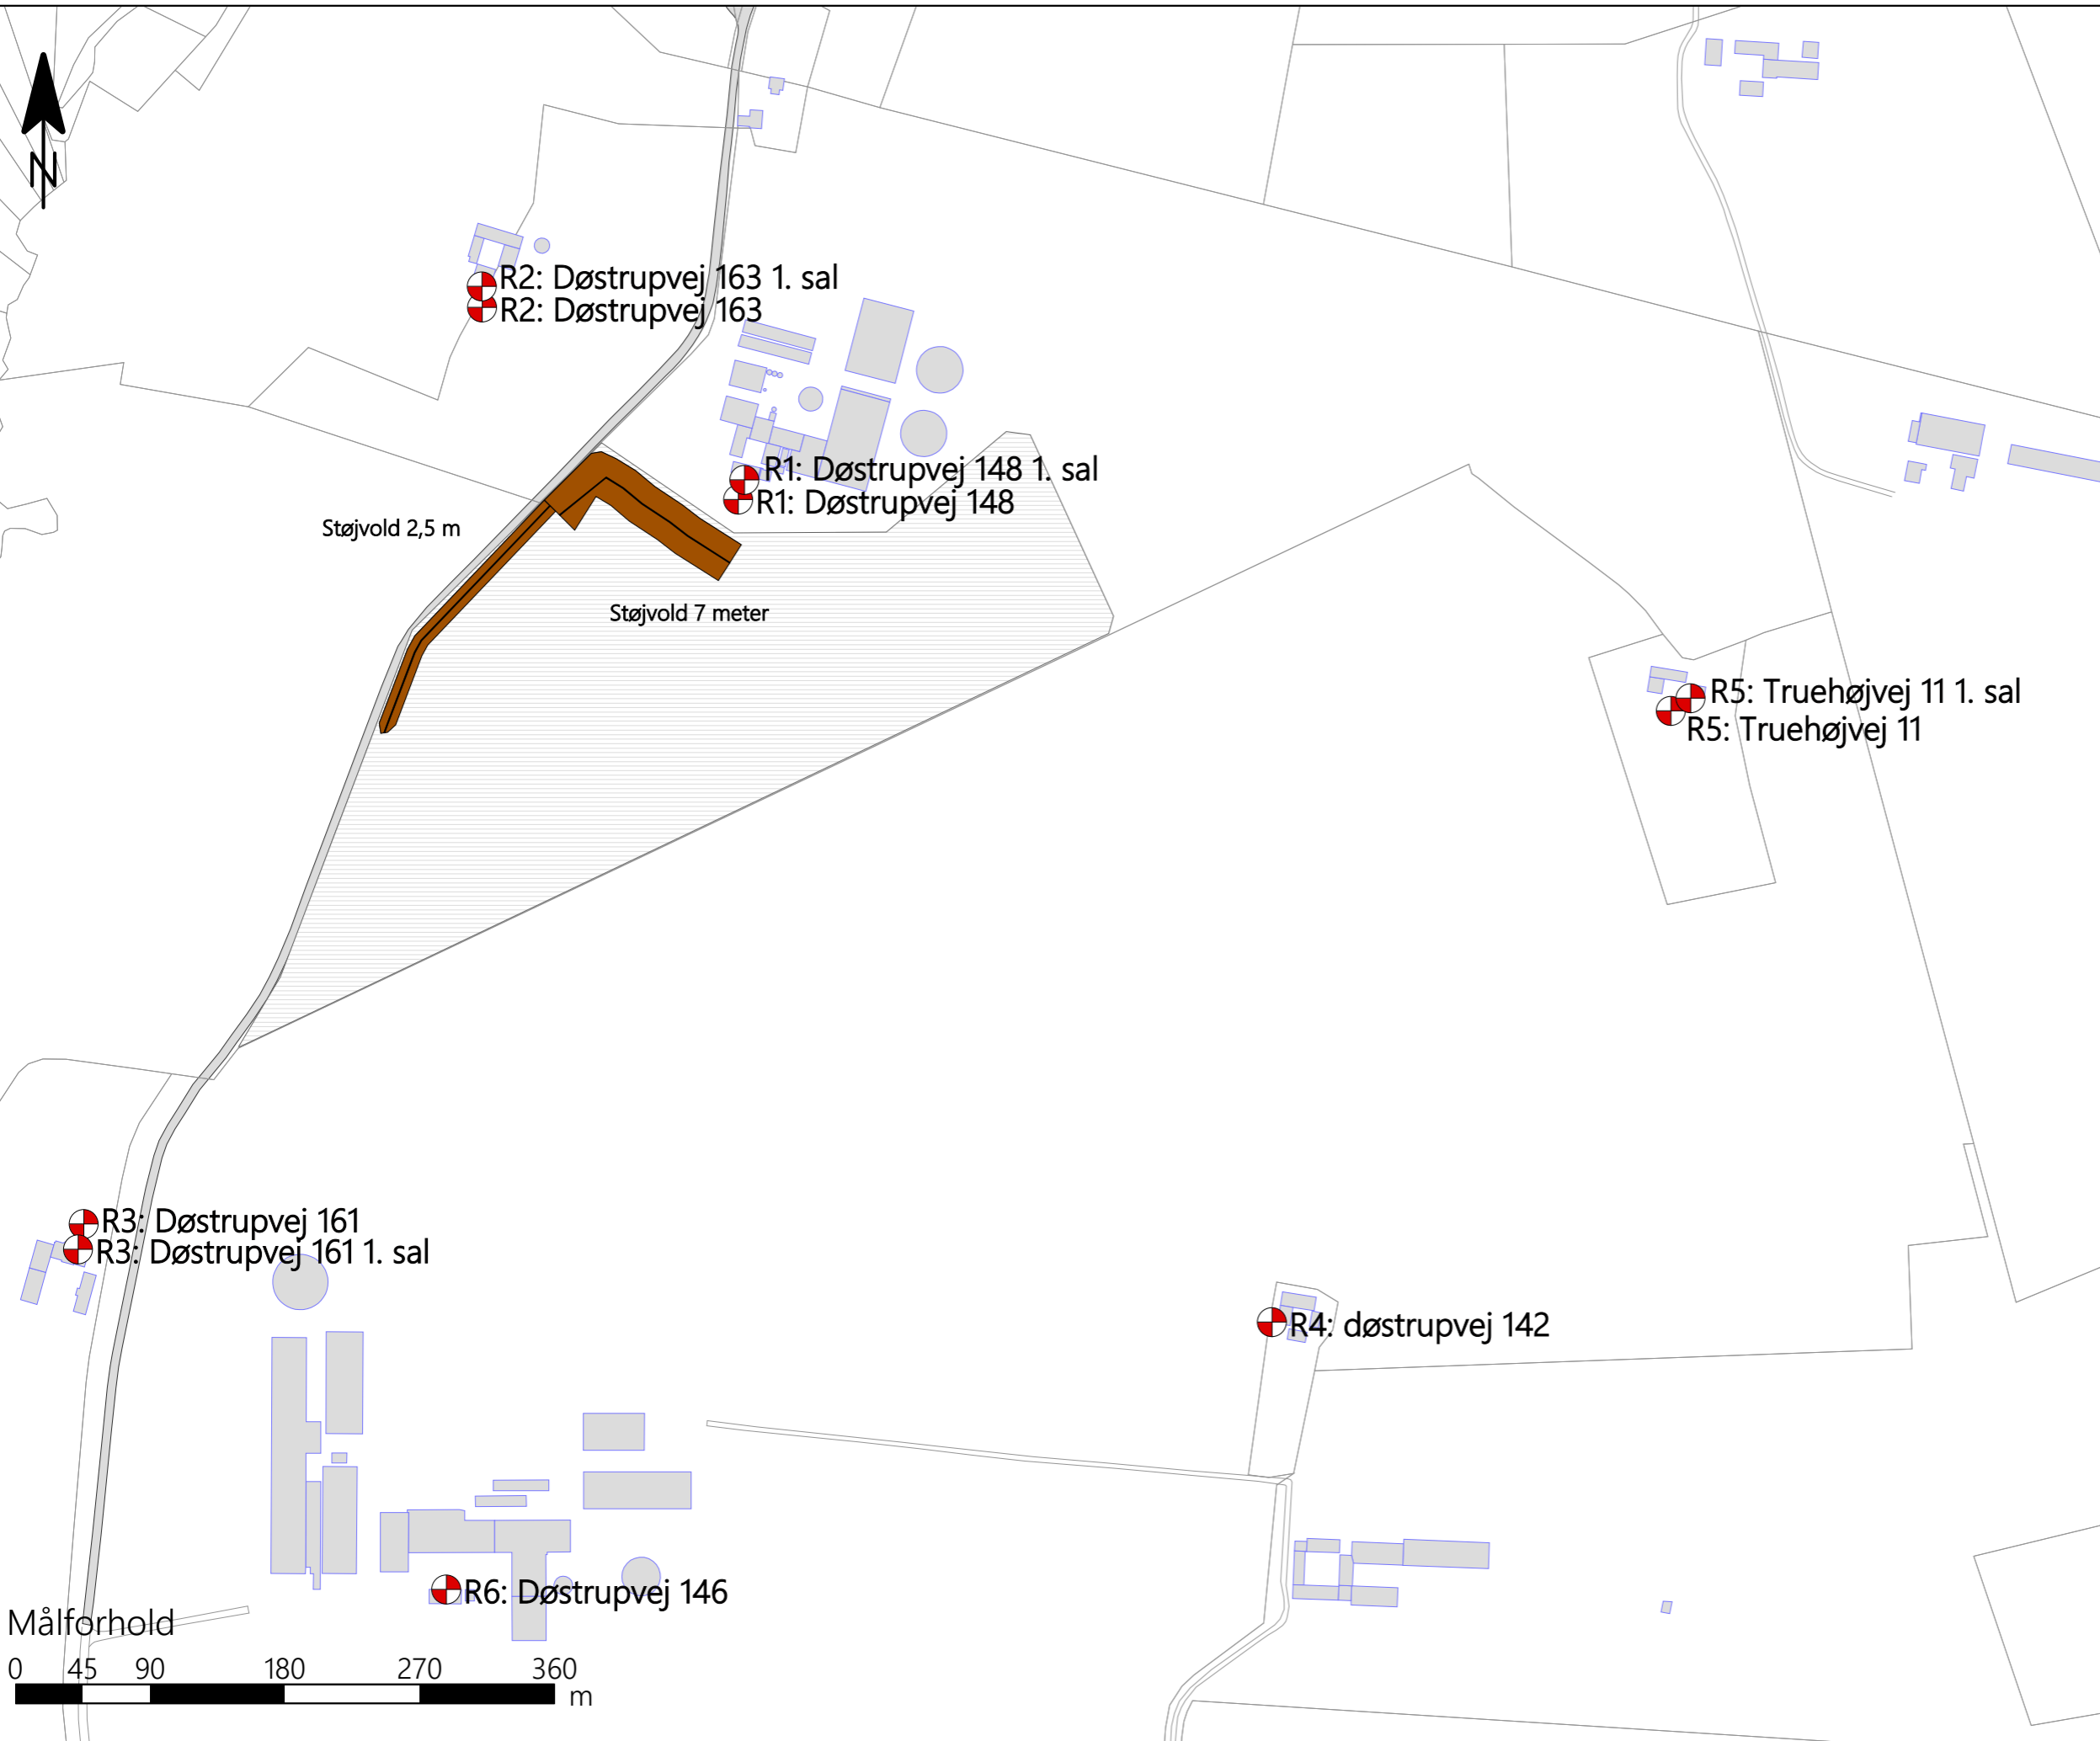 N
R2: Døstrupvej 163 1. sal
R2: Døstrupvej 163
R1: Døstrupvej 148 1. sal
R1: Døstrupvej 148
Støjvold 2,5 m
Støjvold 7 meter
R5: Truehøjvej 11 1. sal
R5: Truehøjvej 11
R3: Døstrupvej 161
R3: Døstrupvej 161 1. sal
R4: døstrupvej 142
R6: Døstrupvej 146
Målforhold
0 45 90 180 270 360
m